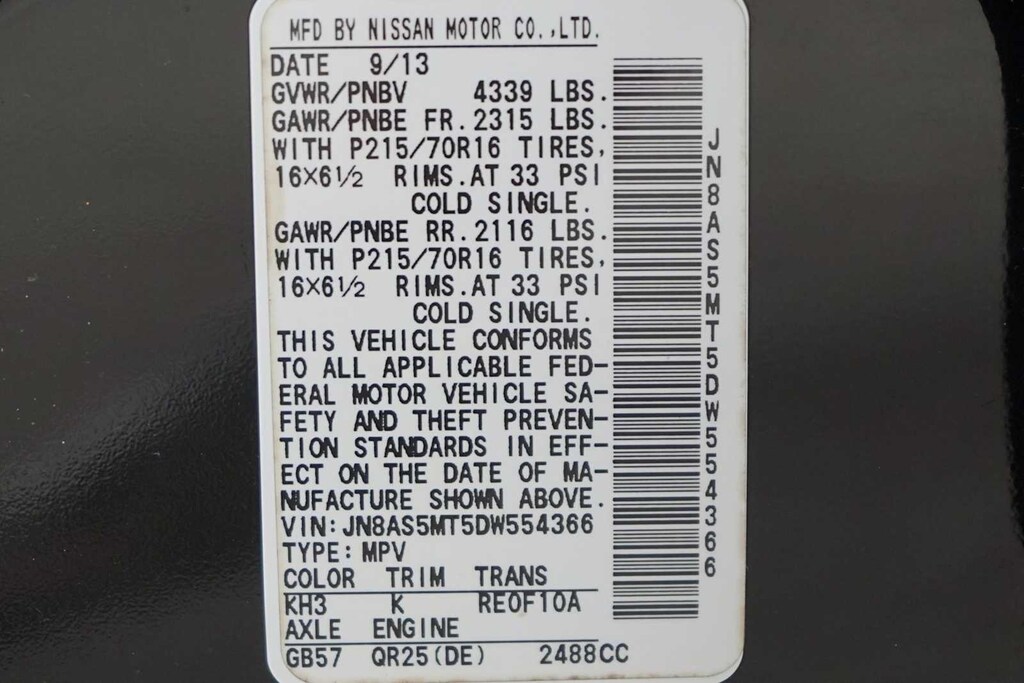 MFD BY NISSAN MOTOR CO.,LTD.
DATE 9/13
GVWR/PNBV 4339 LBS.
GAWR/PNBE FR.2315 LBS.
WITH P215/70R16 TIRES,
16×6½ RIMS.AT 33 PSI
COLD SINGLE.
GAWR/PNBE RR.2116 LBS.
WITH P215/70R16 TIRES,
16×6½ RIMS.AT 33 PSI
COLD SINGLE.
THIS VEHICLE CONFORMS
TO ALL APPLICABLE FED-
ERAL MOTOR VEHICLE SA-
FETY AND THEFT PREVEN-
TION STANDARDS IN EFF-
ECT ON THE DATE OF MA-
NUFACTURE SHOWN ABOVE.
VIN:JN8AS5MT5DW554366
TYPE:MPV
COLOR TRIM TRANS
KH3 K RE0F10A
AXLE ENGINE
GB57 QR25(DE) 2488CC
JN8AS5MT5DW554366